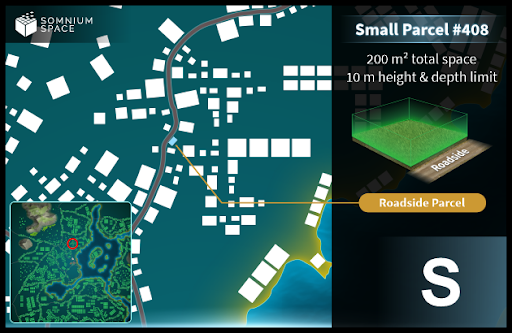 SOMNIUM
SPACE
Small Parcel #408
200 m² total space
10 m height & depth limit
Roadside
Roadside Parcel
S